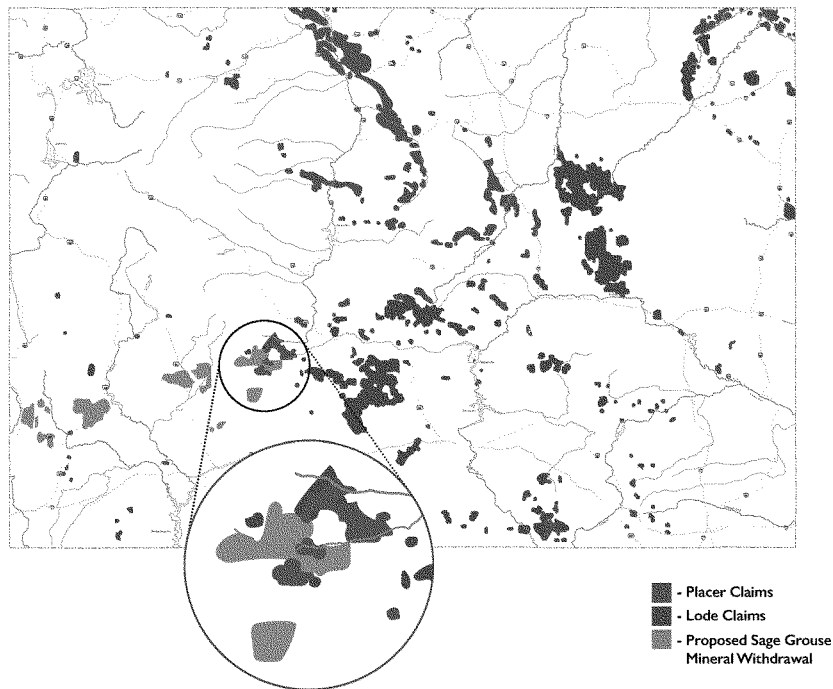 - Placer Claims
- Lode Claims
- Proposed Sage Grouse
Mineral Withdrawal